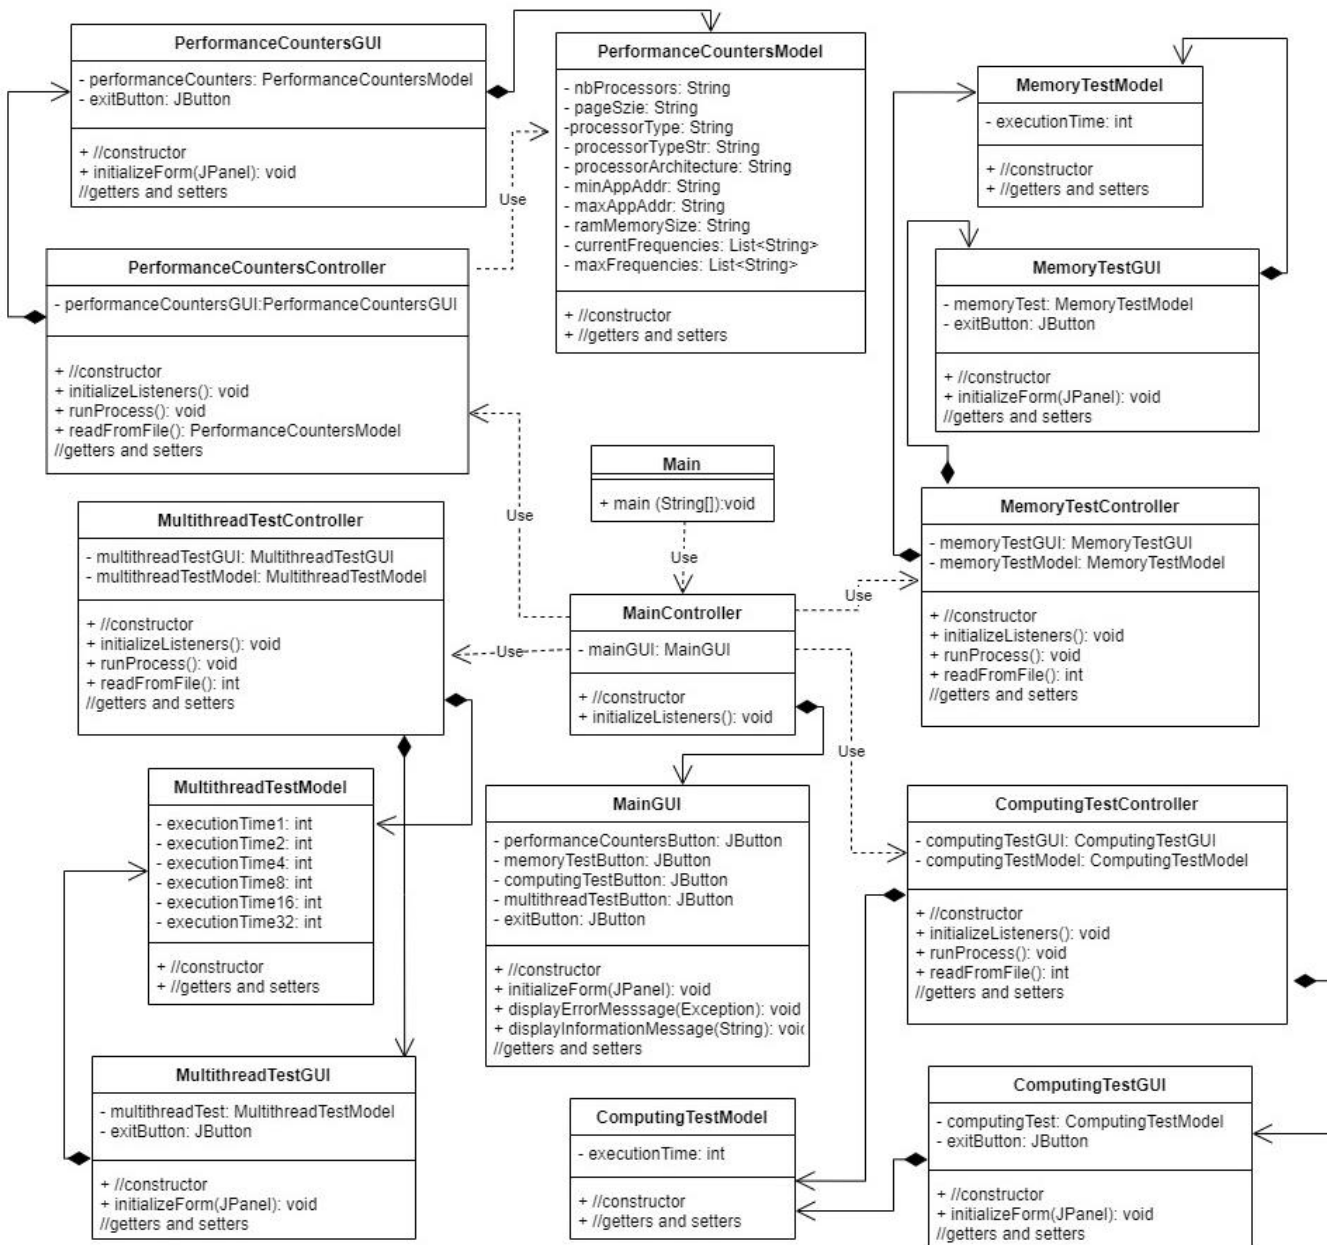 PerformanceCountersGUI
- performanceCounters: PerformanceCountersModel
- exitButton: JButton
+ //constructor
+ initializeForm(JPanel): void
//getters and setters
PerformanceCountersModel
- nbProcessors: String
- pageSzie: String
-processorType: String
- processorTypeStr: String
- processorArchitecture: String
- minAppAddr: String
- maxAppAddr: String
- ramMemorySize: String
- currentFrequencies: List<String>
- maxFrequencies: List<String>
+ //constructor
+ //getters and setters
MemoryTestModel
- executionTime: int
+ //constructor
+ //getters and setters
Use
PerformanceCountersController
- performanceCountersGUI:PerformanceCountersGUI
+ //constructor
+ initializeListeners(): void
+ runProcess(): void
+ readFromFile(): PerformanceCountersModel
//getters and setters
MemoryTestGUI
- memoryTest: MemoryTestModel
- exitButton: JButton
+ //constructor
+ initializeForm(JPanel): void
//getters and setters
Main
+ main (String[]):void
Use
Use
MultithreadTestController
- multithreadTestGUI: MultithreadTestGUI
- multithreadTestModel: MultithreadTestModel
+ //constructor
+ initializeListeners(): void
+ runProcess(): void
+ readFromFile(): int
//getters and setters
MemoryTestController
- memoryTestGUI: MemoryTestGUI
- memoryTestModel: MemoryTestModel
+ //constructor
+ initializeListeners(): void
+ runProcess(): void
+ readFromFile(): int
//getters and setters
Use
Use
MainController
- mainGUI: MainGUI
+ //constructor
+ initializeListeners(): void
Use
MultithreadTestModel
- executionTime1: int
- executionTime2: int
- executionTime4: int
- executionTime8: int
- executionTime16: int
- executionTime32: int
+ //constructor
+ //getters and setters
MainGUI
- performanceCountersButton: JButton
- memoryTestButton: JButton
- computingTestButton: JButton
- multithreadTestButton: JButton
- exitButton: JButton
+ //constructor
+ initializeForm(JPanel): void
+ displayErrorMesssage(Exception): void
+ displayInformationMessage(String): void
//getters and setters
ComputingTestController
- computingTestGUI: ComputingTestGUI
- computingTestModel: ComputingTestModel
+ //constructor
+ initializeListeners(): void
+ runProcess(): void
+ readFromFile(): int
//getters and setters
MultithreadTestGUI
- multithreadTest: MultithreadTestModel
- exitButton: JButton
+ //constructor
+ initializeForm(JPanel): void
//getters and setters
ComputingTestModel
- executionTime: int
+ //constructor
+ //getters and setters
ComputingTestGUI
- computingTest: ComputingTestModel
- exitButton: JButton
+ //constructor
+ initializeForm(JPanel): void
//getters and setters